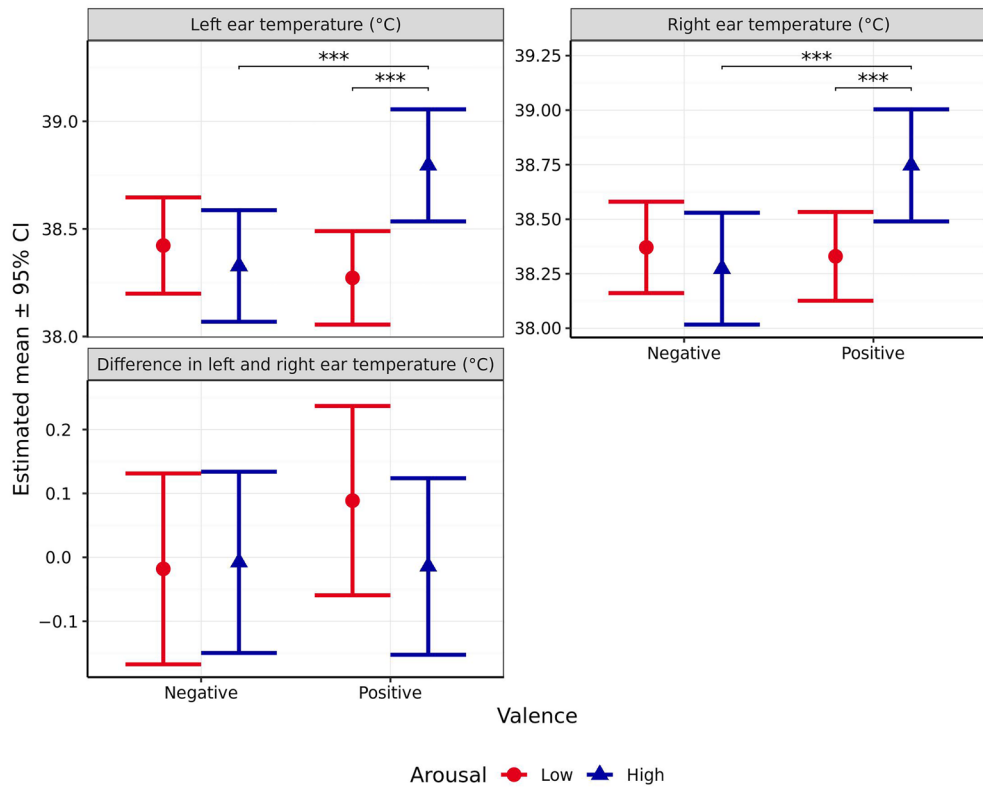 Left ear temperature (°C)
Right ear temperature (°C)
***
***
39.0
38.5
38.0
***
***
39.25
39.00
38.75
38.50
38.25
38.00
Negative
Positive
Estimated mean ± 95% CI
Difference in left and right ear temperature (°C)
0.2
0.1
0.0
−0.1
Negative
Positive
Valence
Arousal Low High